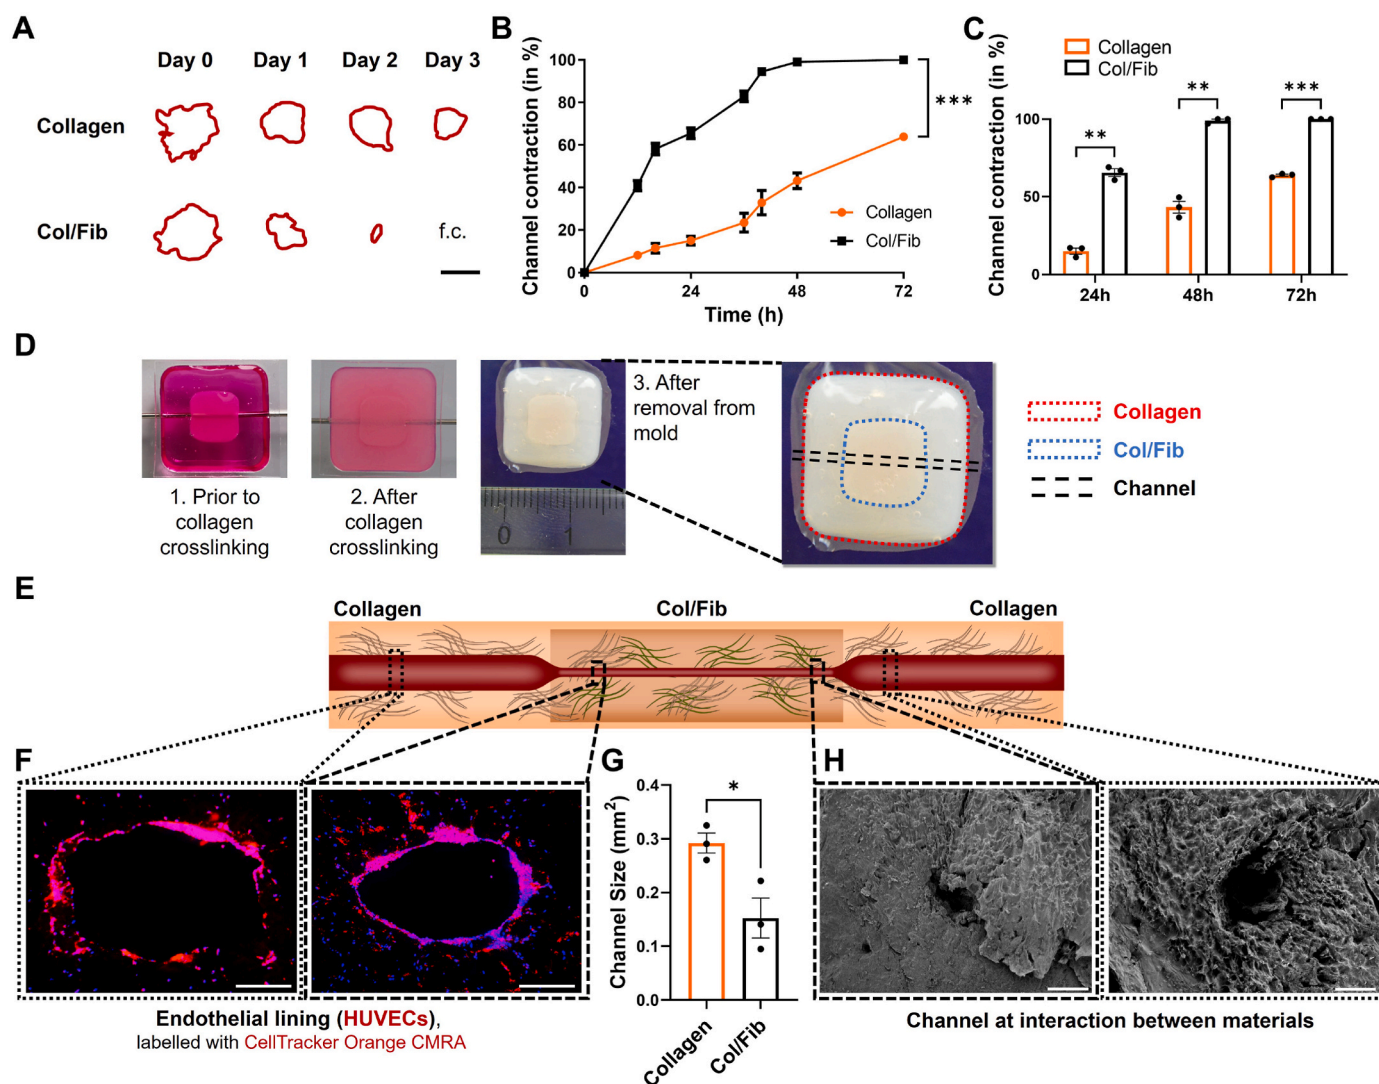 A
Day 0 Day 1 Day 2 Day 3
Collagen
Col/Fib
f.c.
B
Channel contraction (in %)
100
80
60
40
20
0
0 24 48 72
Time (h)
Collagen
Col/Fib
***
C
Collagen
Col/Fib
Channel contraction (in %)
100
50
0
** ** ***
24h 48h 72h
D
1. Prior to
collagen
crosslinking
2. After
collagen
crosslinking
0 1
3. After
removal from
mold
Collagen
Col/Fib
Channel
E
Collagen Col/Fib Collagen
F
Endothelial lining (HUVECs),
labelled with CellTracker Orange CMRA
G
Channel Size (mm²)
0.4
0.3
0.2
0.1
0.0
*
Collagen
Col/Fib
H
Channel at interaction between materials